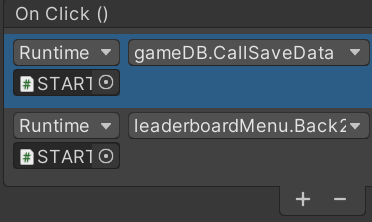 On Click ()
Runtime gameDB.CallSaveData
START
Runtime leaderboardMenu.Back2
START